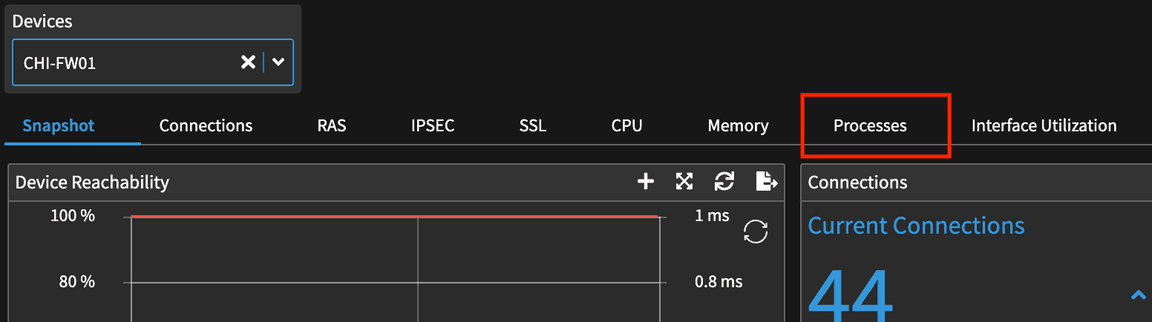 Devices
CHI-FW01
Snapshot Connections RAS IPSEC SSL CPU Memory Processes Interface Utilization
Device Reachability
100 % 1 ms
80 % 0.8 ms
Connections
Current Connections
44